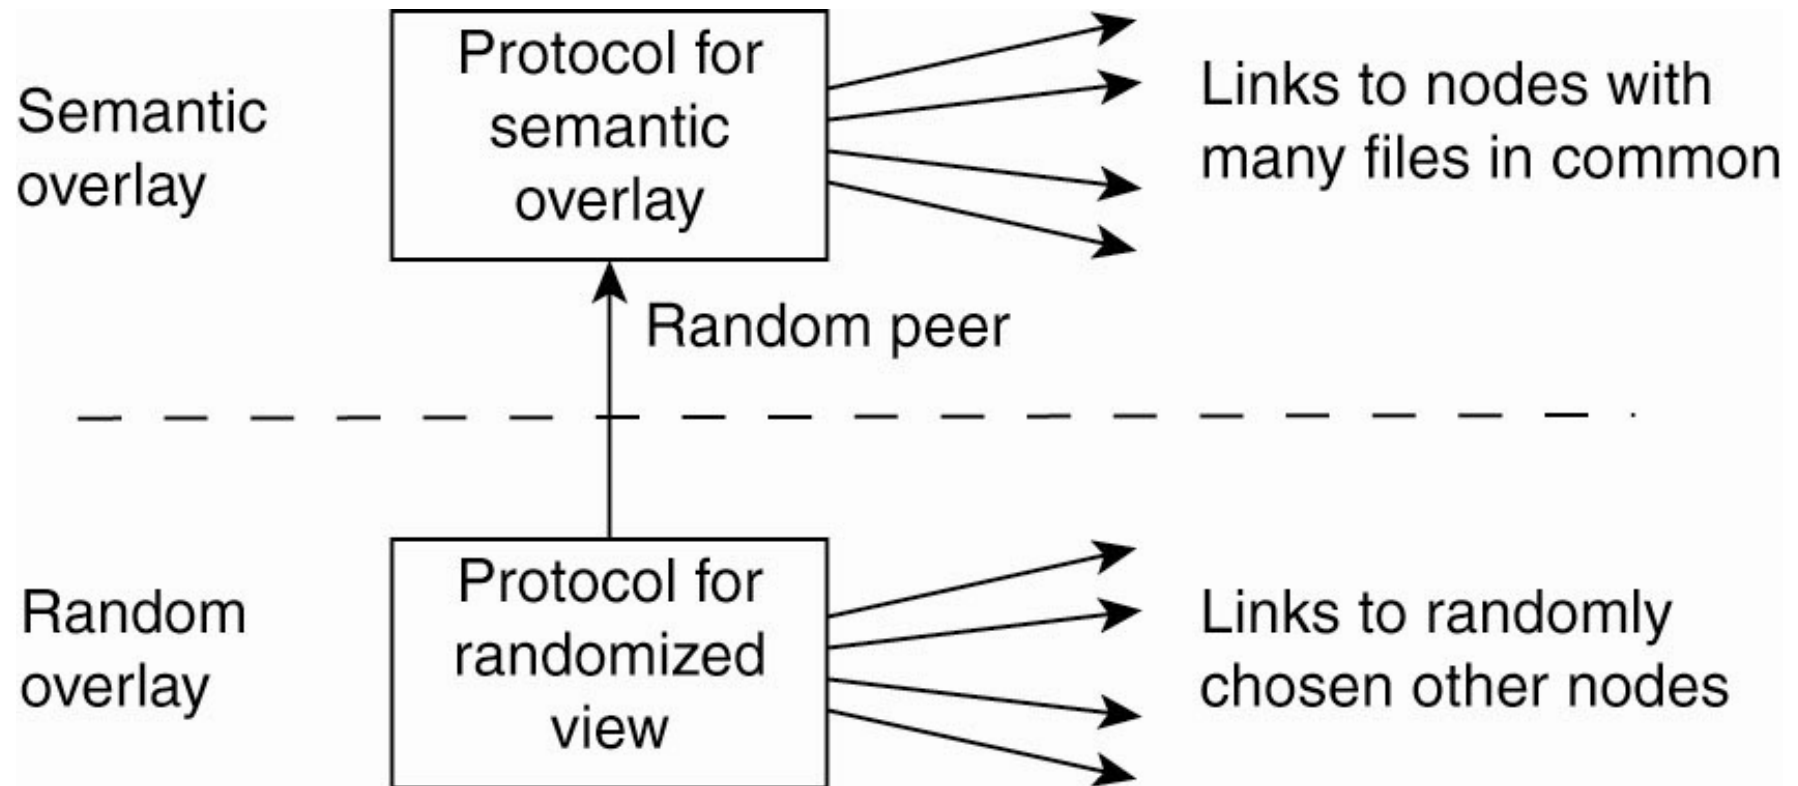 Semantic
overlay
Protocol for
semantic
overlay
Links to nodes with
many files in common
Random peer
Random
overlay
Protocol for
randomized
view
Links to randomly
chosen other nodes